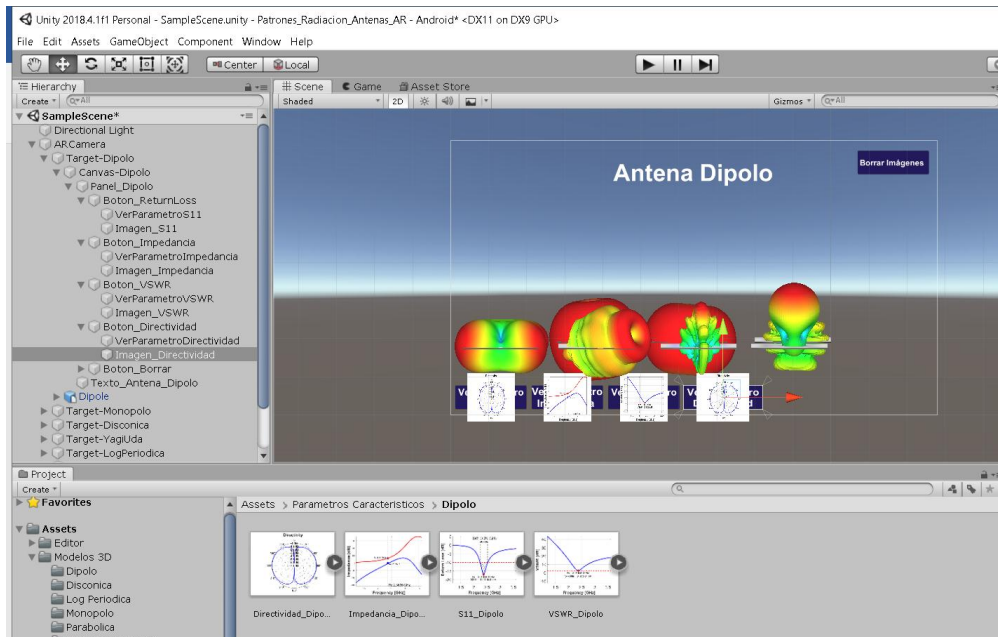 Unity 2018.4.1f1 Personal - SampleScene.unity - Patrones_Radiacion_Antenas_AR - Android* <DX11 on DX9 GPU>
File Edit Assets GameObject Component Window Help
Center Local
Hierarchy
Create All
SampleScene*
Directional Light
ARCamera
Target-Dipolo
Canvas-Dipolo
Panel_Dipolo
Boton_ReturnLoss
VerParametroS11
Imagen_S11
Boton_Impedancia
VerParametroImpedancia
Imagen_Impedancia
Boton_VSWR
VerParametroVSWR
Imagen_VSWR
Boton_Directividad
VerParametroDirectividad
Imagen_Directividad
Boton_Borrar
Texto_Antena_Dipolo
Dipole
Target-Monopolo
Target-Disconica
Target-YagiUda
Target-LogPeriodica
Scene Game Asset Store
Shaded 2D Gizmos All
Antena Dipolo
Borrar Imágenes
Project
Create
Favorites
Assets
Editor
Modelos 3D
Dipolo
Disconica
Log Periodica
Monopolo
Parabolica
Assets > Parametros Caracteristicos > Dipolo
Directivity
Directividad_Dipo... Impedancia_Dipo... S11_Dipolo VSWR_Dipolo